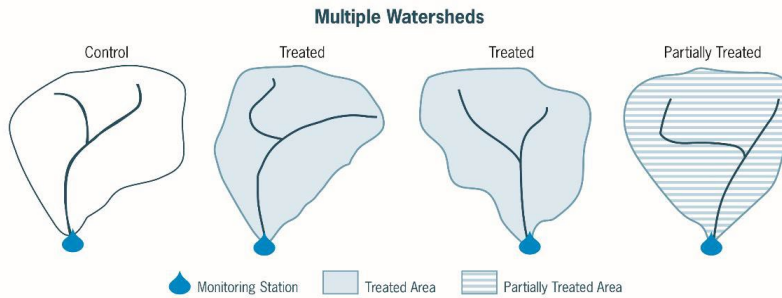 Multiple Watersheds
Control
Treated
Treated
Partially Treated
Monitoring Station
Treated Area
Partially Treated Area